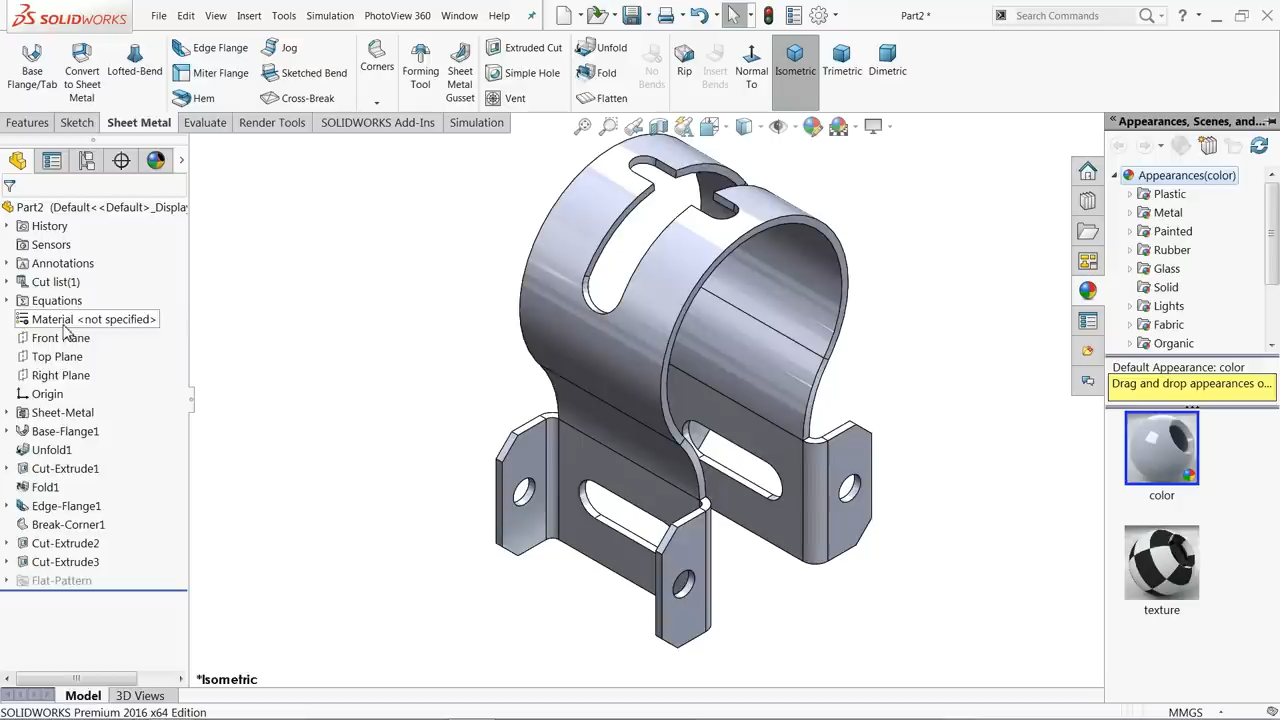 SOLIDWORKS
File Edit View Insert Tools Simulation PhotoView 360 Window Help
Part2 *
Search Commands
Base Flange/Tab
Convert to Sheet Metal
Lofted-Bend
Edge Flange
Miter Flange
Hem
Jog
Sketched Bend
Cross-Break
Corners
Forming Tool
Sheet Metal Gusset
Extruded Cut
Simple Hole
Vent
Unfold
Fold
Flatten
No Bends
Rip
Insert Bends
Normal To
Isometric
Trimetric
Dimetric
Features Sketch Sheet Metal Evaluate Render Tools SOLIDWORKS Add-Ins Simulation
Part2 (Default<<Default>_Displa
History
Sensors
Annotations
Cut list(1)
Equations
Material <not specified>
Front Plane
Top Plane
Right Plane
Origin
Sheet-Metal
Base-Flange1
Unfold1
Cut-Extrude1
Fold1
Edge-Flange1
Break-Corner1
Cut-Extrude2
Cut-Extrude3
Flat-Pattern
*Isometric
Appearances, Scenes, and...
Appearances(color)
Plastic
Metal
Painted
Rubber
Glass
Solid
Lights
Fabric
Organic
Default Appearance: color
Drag and drop appearances o...
color
texture
Model 3D Views
SOLIDWORKS Premium 2016 x64 Edition
MMGS